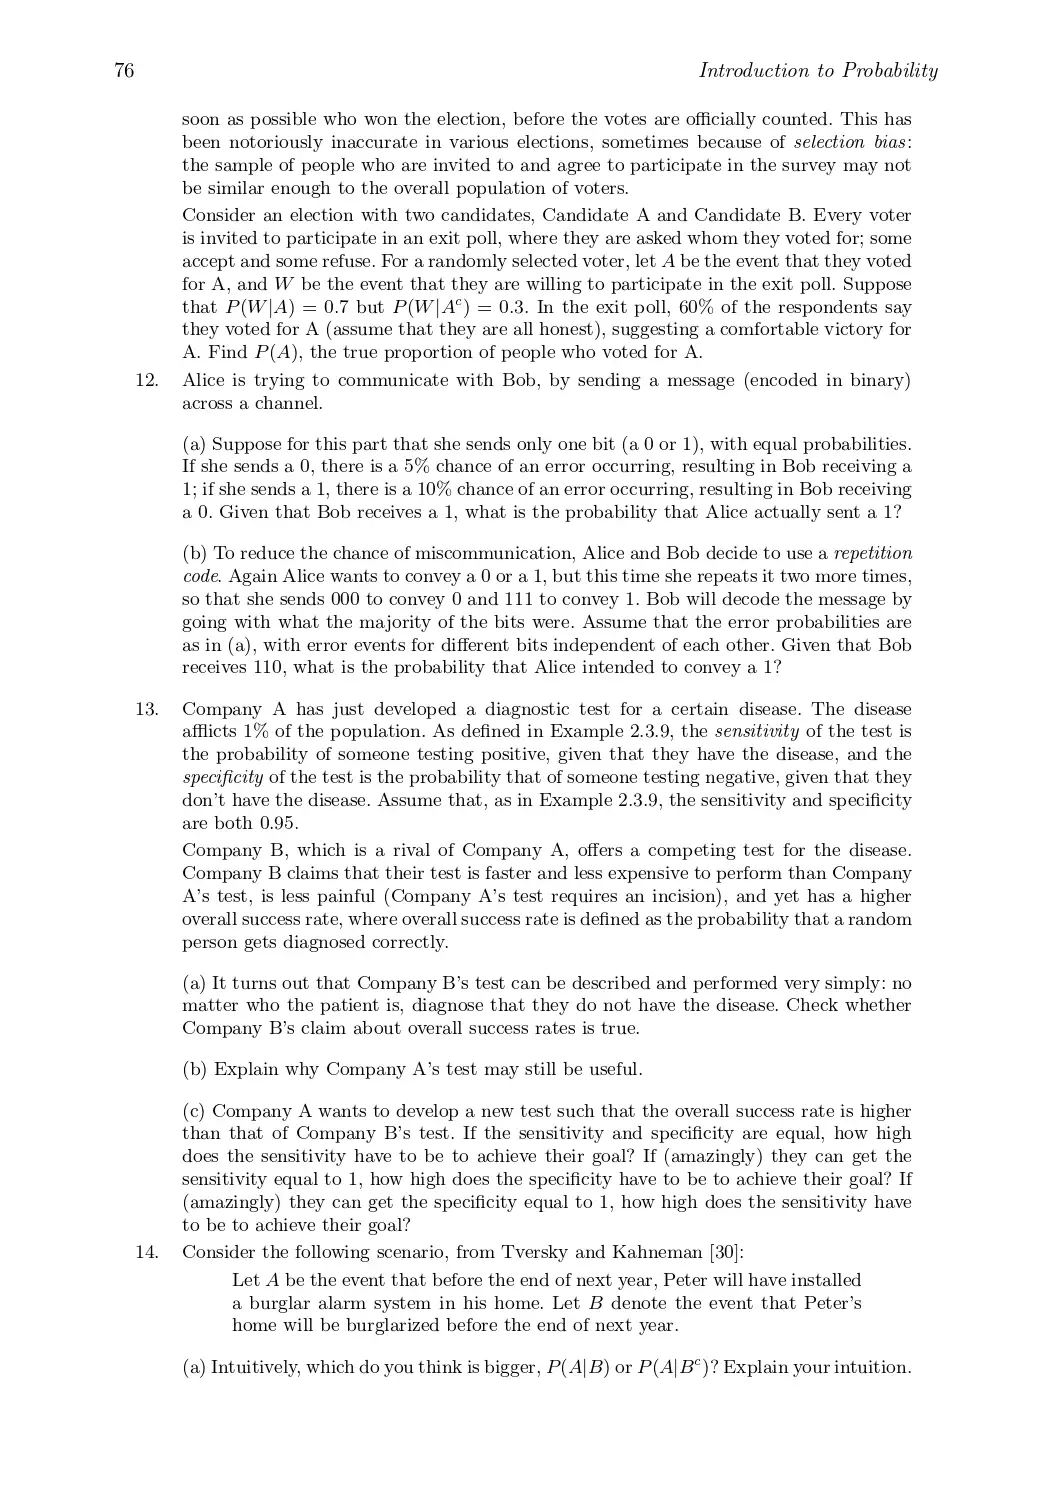 76
Introduction to Probability
soon as possible who won the election, before the votes are officially counted. This has
been notoriously inaccurate in various elections, sometimes because of selection bias:
the sample of people who are invited to and agree to participate in the survey may not
be similar enough to the overall population of voters.
Consider an election with two candidates, Candidate A and Candidate B. Every voter
is invited to participate in an exit poll, where they are asked whom they voted for; some
accept and some refuse. For a randomly selected voter, let A be the event that they voted
for A, and W be the event that they are willing to participate in the exit poll. Suppose
that P(W|A) = 0.7 but P(W|Aᶜ) = 0.3. In the exit poll, 60% of the respondents say
they voted for A (assume that they are all honest), suggesting a comfortable victory for
A. Find P(A), the true proportion of people who voted for A.
12. Alice is trying to communicate with Bob, by sending a message (encoded in binary)
across a channel.
(a) Suppose for this part that she sends only one bit (a 0 or 1), with equal probabilities.
If she sends a 0, there is a 5% chance of an error occurring, resulting in Bob receiving a
1; if she sends a 1, there is a 10% chance of an error occurring, resulting in Bob receiving
a 0. Given that Bob receives a 1, what is the probability that Alice actually sent a 1?
(b) To reduce the chance of miscommunication, Alice and Bob decide to use a repetition
code. Again Alice wants to convey a 0 or a 1, but this time she repeats it two more times,
so that she sends 000 to convey 0 and 111 to convey 1. Bob will decode the message by
going with what the majority of the bits were. Assume that the error probabilities are
as in (a), with error events for different bits independent of each other. Given that Bob
receives 110, what is the probability that Alice intended to convey a 1?
13. Company A has just developed a diagnostic test for a certain disease. The disease
afflicts 1% of the population. As defined in Example 2.3.9, the sensitivity of the test is
the probability of someone testing positive, given that they have the disease, and the
specificity of the test is the probability that of someone testing negative, given that they
don't have the disease. Assume that, as in Example 2.3.9, the sensitivity and specificity
are both 0.95.
Company B, which is a rival of Company A, offers a competing test for the disease.
Company B claims that their test is faster and less expensive to perform than Company
A's test, is less painful (Company A's test requires an incision), and yet has a higher
overall success rate, where overall success rate is defined as the probability that a random
person gets diagnosed correctly.
(a) It turns out that Company B's test can be described and performed very simply: no
matter who the patient is, diagnose that they do not have the disease. Check whether
Company B's claim about overall success rates is true.
(b) Explain why Company A's test may still be useful.
(c) Company A wants to develop a new test such that the overall success rate is higher
than that of Company B's test. If the sensitivity and specificity are equal, how high
does the sensitivity have to be to achieve their goal? If (amazingly) they can get the
sensitivity equal to 1, how high does the specificity have to be to achieve their goal? If
(amazingly) they can get the specificity equal to 1, how high does the sensitivity have
to be to achieve their goal?
14. Consider the following scenario, from Tversky and Kahneman [30]:
Let A be the event that before the end of next year, Peter will have installed
a burglar alarm system in his home. Let B denote the event that Peter's
home will be burglarized before the end of next year.
(a) Intuitively, which do you think is bigger, P(A|B) or P(A|Bᶜ)? Explain your intuition.